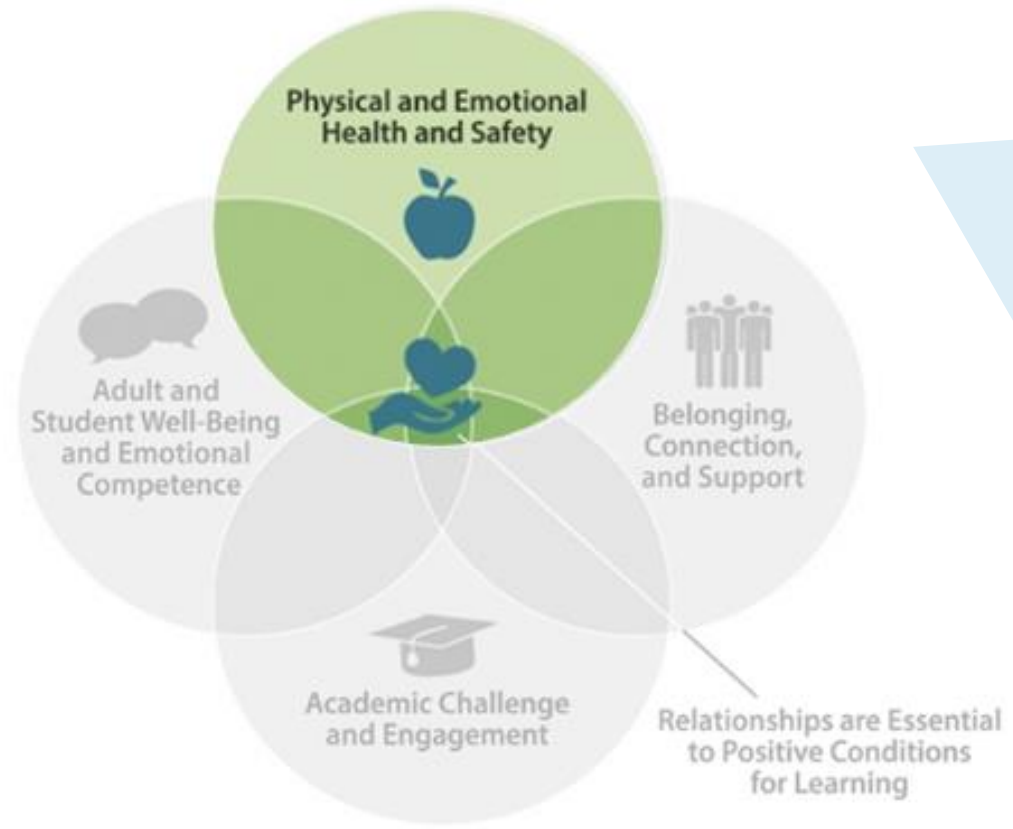 Physical and Emotional
Health and Safety
Adult and
Student Well-Being
and Emotional
Competence
Belonging,
Connection,
and Support
Academic Challenge
and Engagement
Relationships are Essential
to Positive Conditions
for Learning